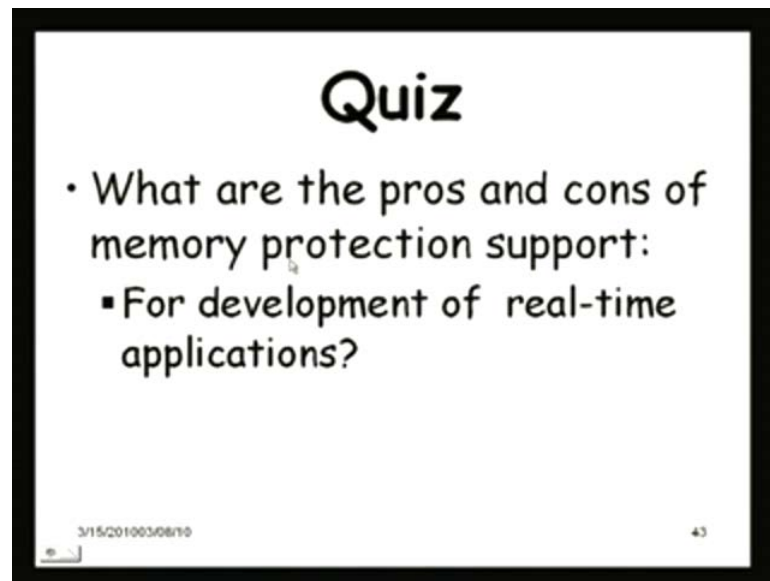 Quiz
• What are the pros and cons of
memory protection support:
▪ For development of real-time
applications?
3/15/201003/08/10
43